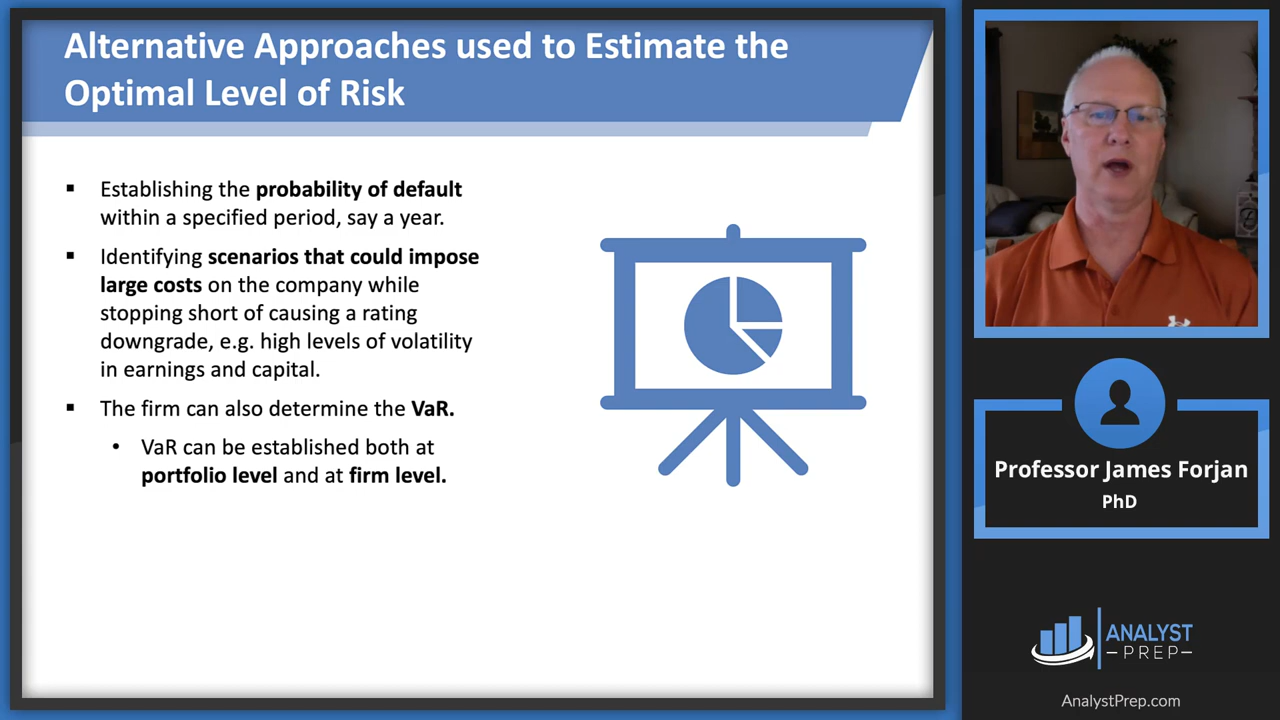 Alternative Approaches used to Estimate the
Optimal Level of Risk
▪ Establishing the probability of default
within a specified period, say a year.
▪ Identifying scenarios that could impose
large costs on the company while
stopping short of causing a rating
downgrade, e.g. high levels of volatility
in earnings and capital.
▪ The firm can also determine the VaR.
• VaR can be established both at
portfolio level and at firm level.
Professor James Forjan
PhD
ANALYST
–PREP–
AnalystPrep.com